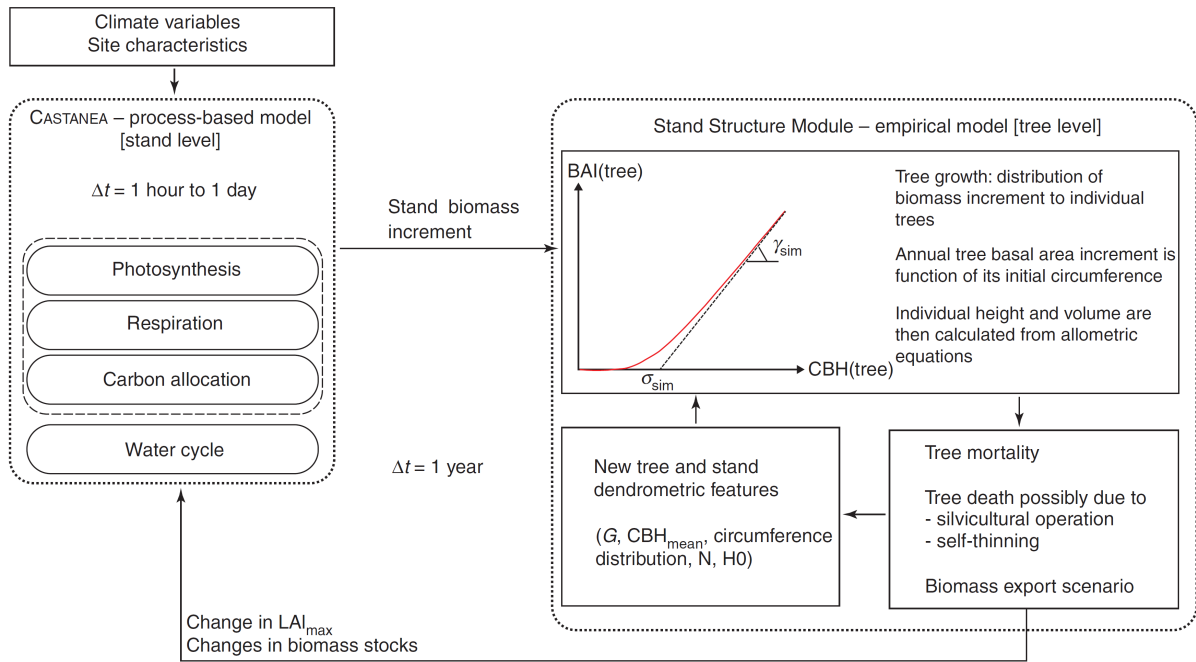 Climate variables
Site characteristics
CASTANEA – process-based model
[stand level]
Δt = 1 hour to 1 day
Photosynthesis
Respiration
Carbon allocation
Water cycle
Stand biomass
increment
Δt = 1 year
Stand Structure Module – empirical model [tree level]
BAI(tree)
γsim
σsim
CBH(tree)
Tree growth: distribution of
biomass increment to individual
trees
Annual tree basal area increment is
function of its initial circumference
Individual height and volume are
then calculated from allometric
equations
New tree and stand
dendrometric features
(G, CBHmean, circumference
distribution, N, H0)
Tree mortality
Tree death possibly due to
- silvicultural operation
- self-thinning
Biomass export scenario
Change in LAImax
Changes in biomass stocks